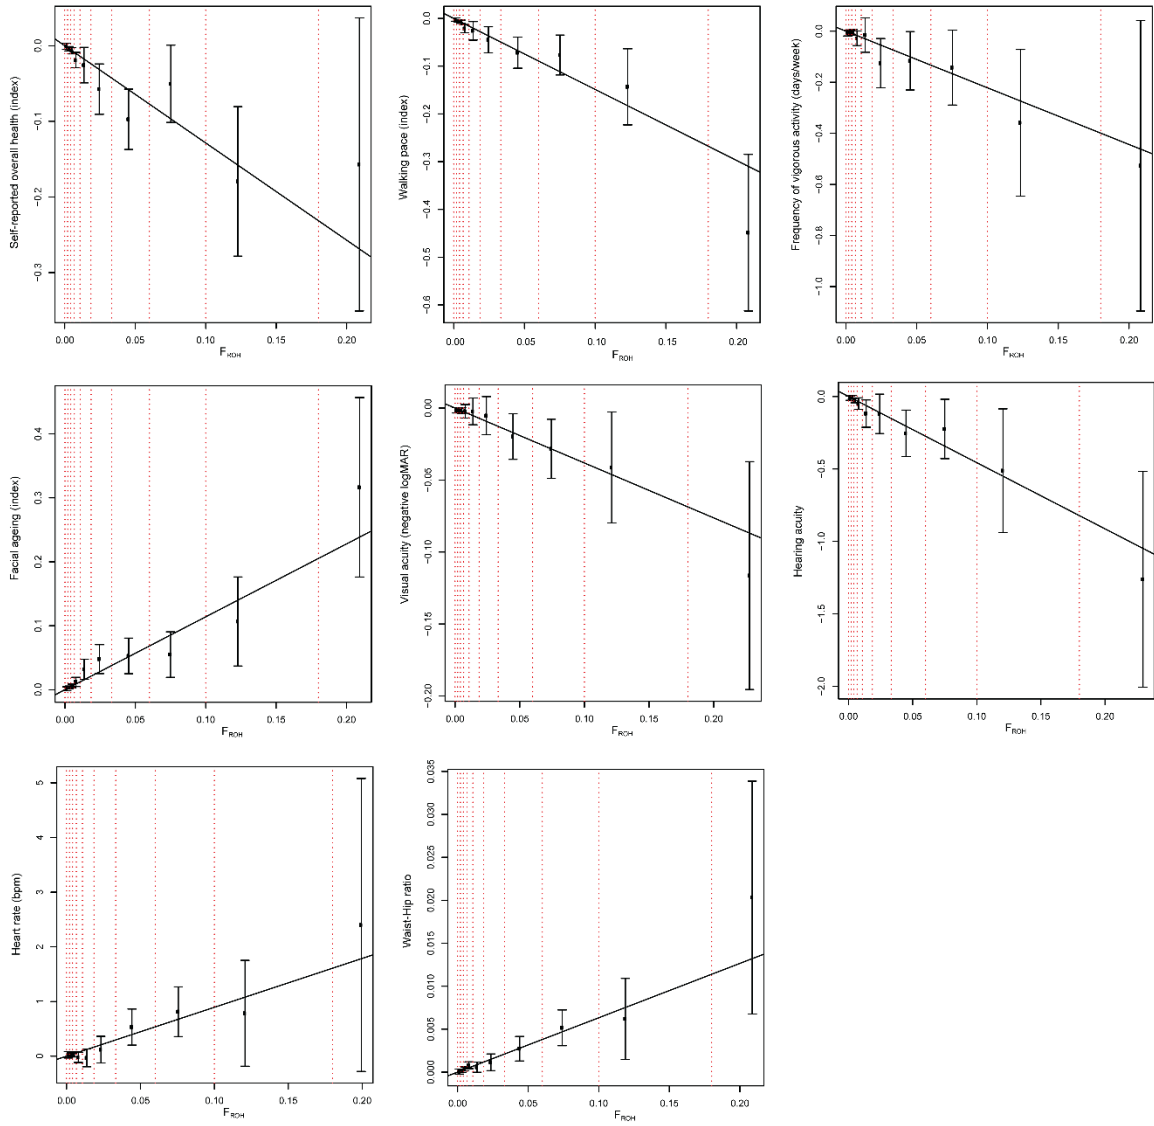 Self-reported overall health (index)
0.0
−0.1
−0.2
−0.3
0.00 0.05 0.10 0.15 0.20
F_ROH
Walking pace (index)
0.0
−0.1
−0.2
−0.3
−0.4
−0.5
−0.6
0.00 0.05 0.10 0.15 0.20
F_ROH
Frequency of vigorous activity (days/week)
0.0
−0.2
−0.4
−0.6
−0.8
−1.0
0.00 0.05 0.10 0.15 0.20
F_ROH
Facial ageing (index)
0.4
0.3
0.2
0.1
0.0
0.00 0.05 0.10 0.15 0.20
F_ROH
Visual acuity (negative logMAR)
0.00
−0.05
−0.10
−0.15
−0.20
0.00 0.05 0.10 0.15 0.20
F_ROH
Hearing acuity
0.0
−0.5
−1.0
−1.5
−2.0
0.00 0.05 0.10 0.15 0.20
F_ROH
Heart rate (bpm)
5
4
3
2
1
0
0.00 0.05 0.10 0.15 0.20
F_ROH
Waist-Hip ratio
0.035
0.030
0.025
0.020
0.015
0.010
0.005
0.000
0.00 0.05 0.10 0.15 0.20
F_ROH